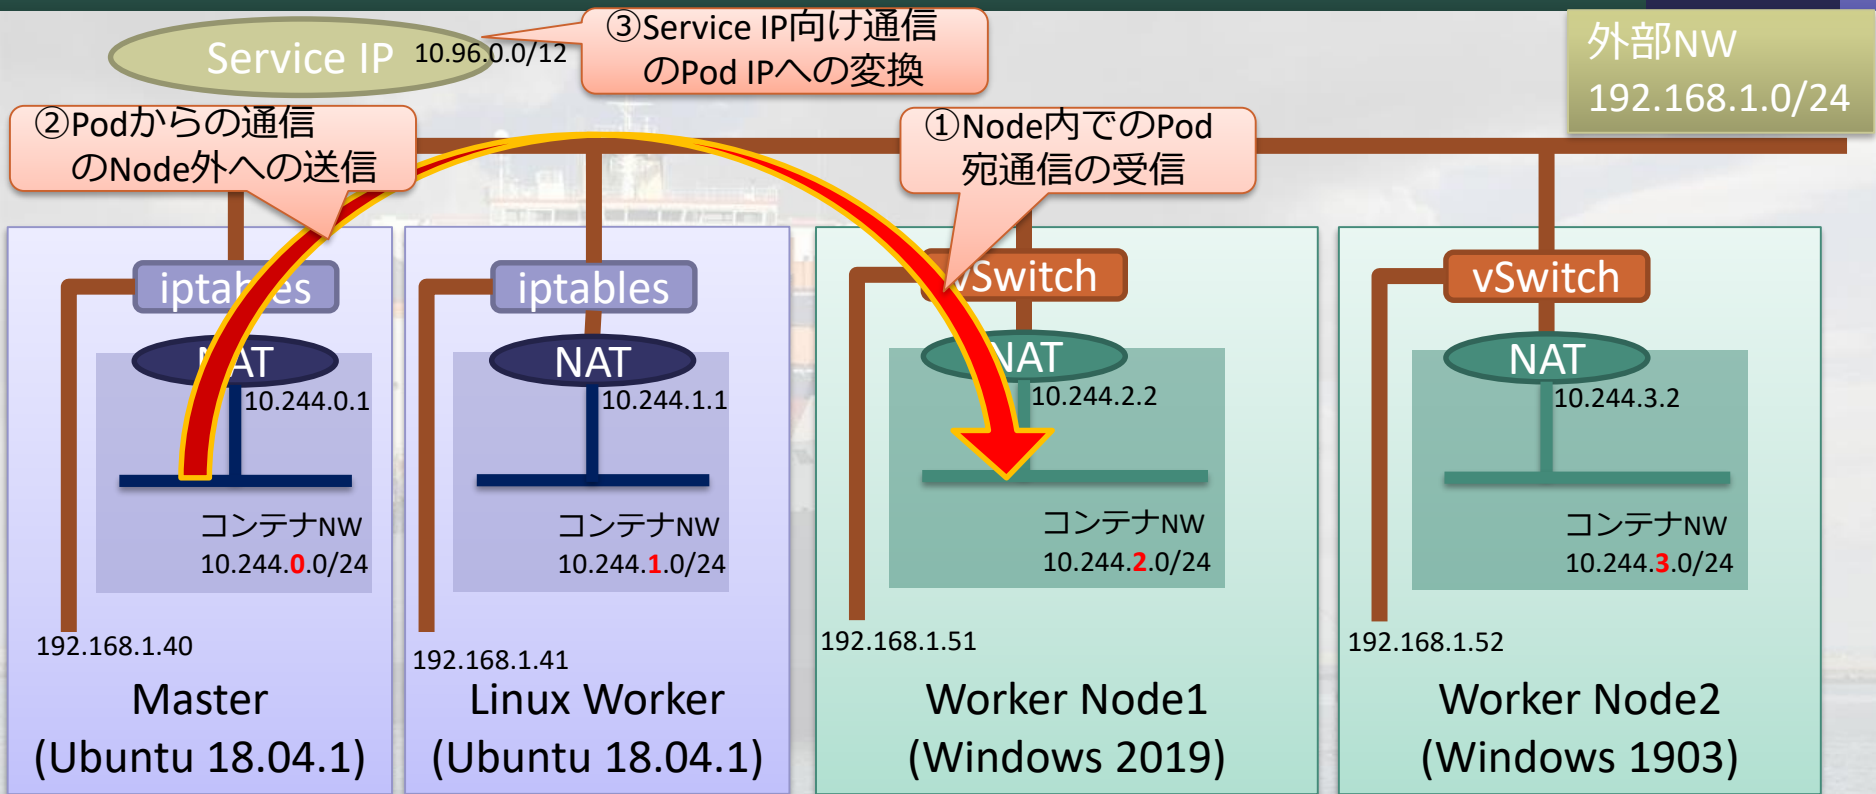 Service IP
10.96.0.0/12
③Service IP向け通信
のPod IPへの変換
外部NW
192.168.1.0/24
②Podからの通信
のNode外への送信
①Node内でのPod
宛通信の受信
iptables
NAT
10.244.0.1
コンテナNW
10.244.0.0/24
192.168.1.40
Master
(Ubuntu 18.04.1)
iptables
NAT
10.244.1.1
コンテナNW
10.244.1.0/24
192.168.1.41
Linux Worker
(Ubuntu 18.04.1)
vSwitch
NAT
10.244.2.2
コンテナNW
10.244.2.0/24
192.168.1.51
Worker Node1
(Windows 2019)
vSwitch
NAT
10.244.3.2
コンテナNW
10.244.3.0/24
192.168.1.52
Worker Node2
(Windows 1903)